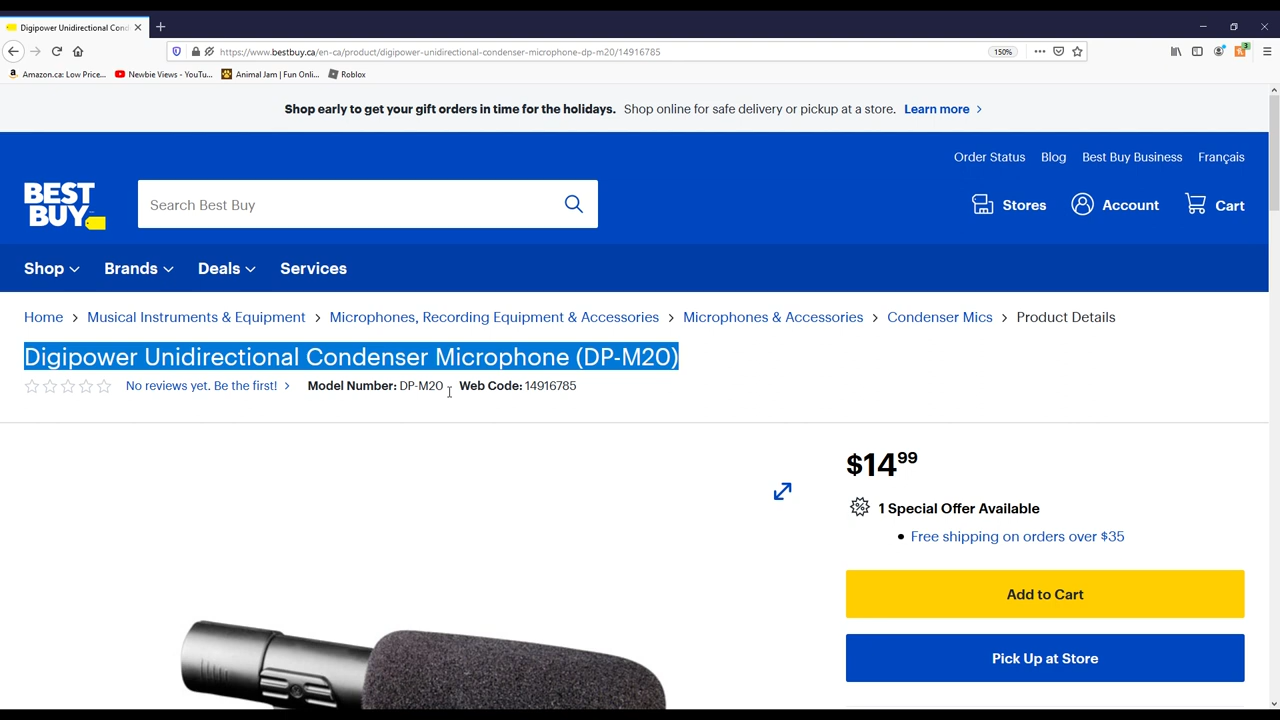 Digipower Unidirectional Cond
https://www.bestbuy.ca/en-ca/product/digipower-unidirectional-condenser-microphone-dp-m20/14916785
150%
3
Amazon.ca: Low Price... Newbie Views - YouTu... Animal Jam | Fun Onli... Roblox
Shop early to get your gift orders in time for the holidays. Shop online for safe delivery or pickup at a store. Learn more
Order Status Blog Best Buy Business Français
BEST BUY
Search Best Buy
Stores Account Cart
Shop Brands Deals Services
Home > Musical Instruments & Equipment > Microphones, Recording Equipment & Accessories > Microphones & Accessories > Condenser Mics > Product Details
Digipower Unidirectional Condenser Microphone (DP-M20)
No reviews yet. Be the first! Model Number: DP-M20 Web Code: 14916785
$14.99
1 Special Offer Available
• Free shipping on orders over $35
Add to Cart
Pick Up at Store